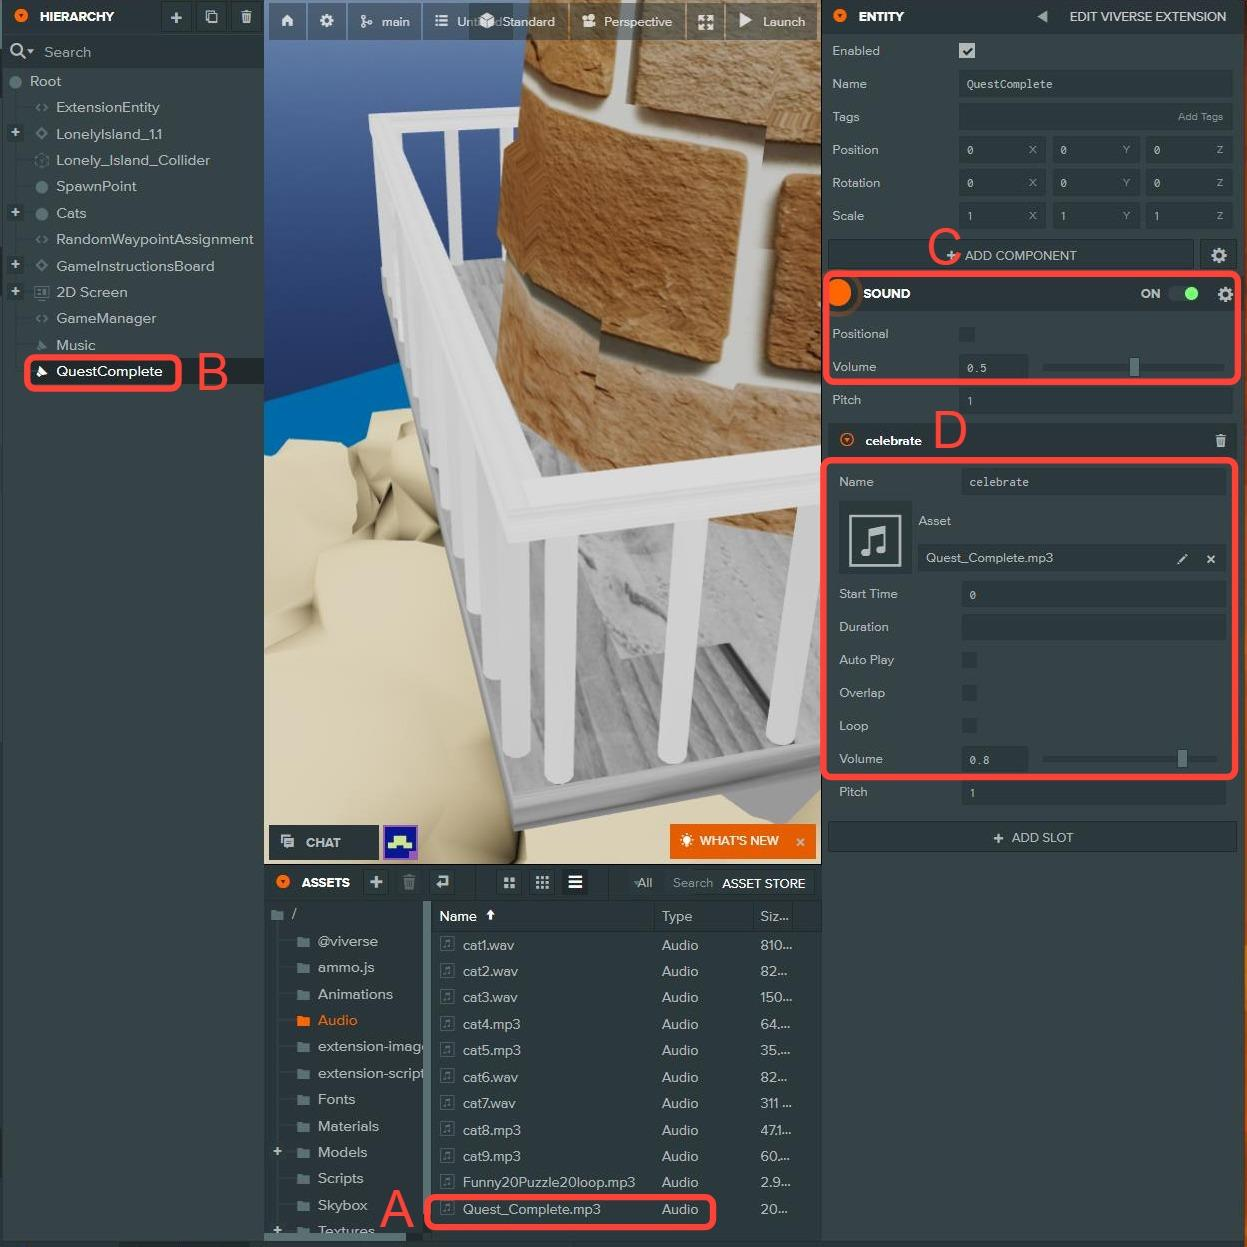 HIERARCHY
Search
Root
ExtensionEntity
LonelyIsland_1.1
Lonely_Island_Collider
SpawnPoint
Cats
RandomWaypointAssignment
GameInstructionsBoard
2D Screen
GameManager
Music
QuestComplete
B
main
Standard
Perspective
Launch
CHAT
WHAT'S NEW
ENTITY
EDIT VIVERSE EXTENSION
Enabled
Name QuestComplete
Tags Add Tags
Position 0 X 0 Y 0 Z
Rotation 0 X 0 Y 0 Z
Scale 1 X 1 Y 1 Z
C
+ ADD COMPONENT
SOUND ON
Positional
Volume 0.5
Pitch 1
celebrate
D
Name celebrate
Asset
Quest_Complete.mp3
Start Time 0
Duration
Auto Play
Overlap
Loop
Volume 0.8
Pitch 1
+ ADD SLOT
ASSETS
All
Search
ASSET STORE
/
@viverse
ammo.js
Animations
Audio
extension-imag
extension-script
Fonts
Materials
Models
Scripts
Skybox
Textures
A
Name Type Siz...
cat1.wav Audio 810...
cat2.wav Audio 82...
cat3.wav Audio 150...
cat4.mp3 Audio 64....
cat5.mp3 Audio 35....
cat6.wav Audio 82...
cat7.wav Audio 311 ...
cat8.mp3 Audio 47.1...
cat9.mp3 Audio 60....
Funny20Puzzle20loop.mp3 Audio 2.9...
Quest_Complete.mp3 Audio 20...